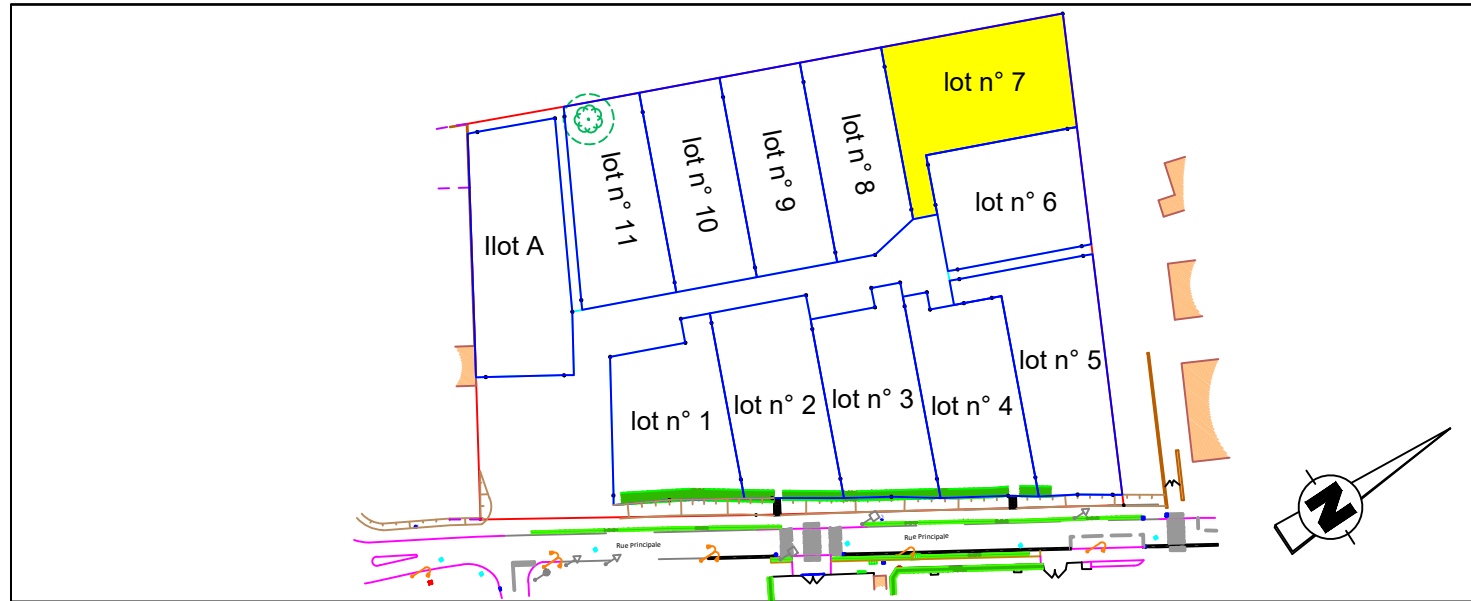 lot n° 7
lot n° 8
lot n° 9
lot n° 10
lot n° 11
lot n° 6
Ilot A
lot n° 5
lot n° 3
lot n° 4
lot n° 2
lot n° 1
N
Rue Principale
Rue Principale